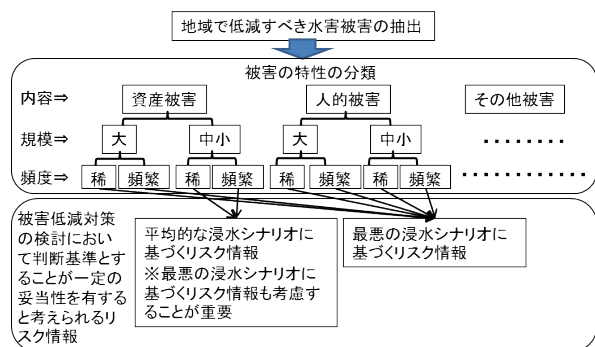 地域で低減すべき水害被害の抽出
被害の特性の分類
内容⇒ 資産被害 人的被害 その他被害
規模⇒ 大 中小 大 中小 ・・・・・・・・
頻度⇒ 稀 頻繁 稀 頻繁 稀 頻繁 稀 頻繁 ・・・・・・・・・・・・・
被害低減対策
の検討におい
て判断基準とす
ることが一定の
妥当性を有する
と考えられるリ
スク情報
平均的な浸水シナリオに
基づくリスク情報
※最悪の浸水シナリオに
基づくリスク情報も考慮す
ることが重要
最悪の浸水シナリオに
基づくリスク情報